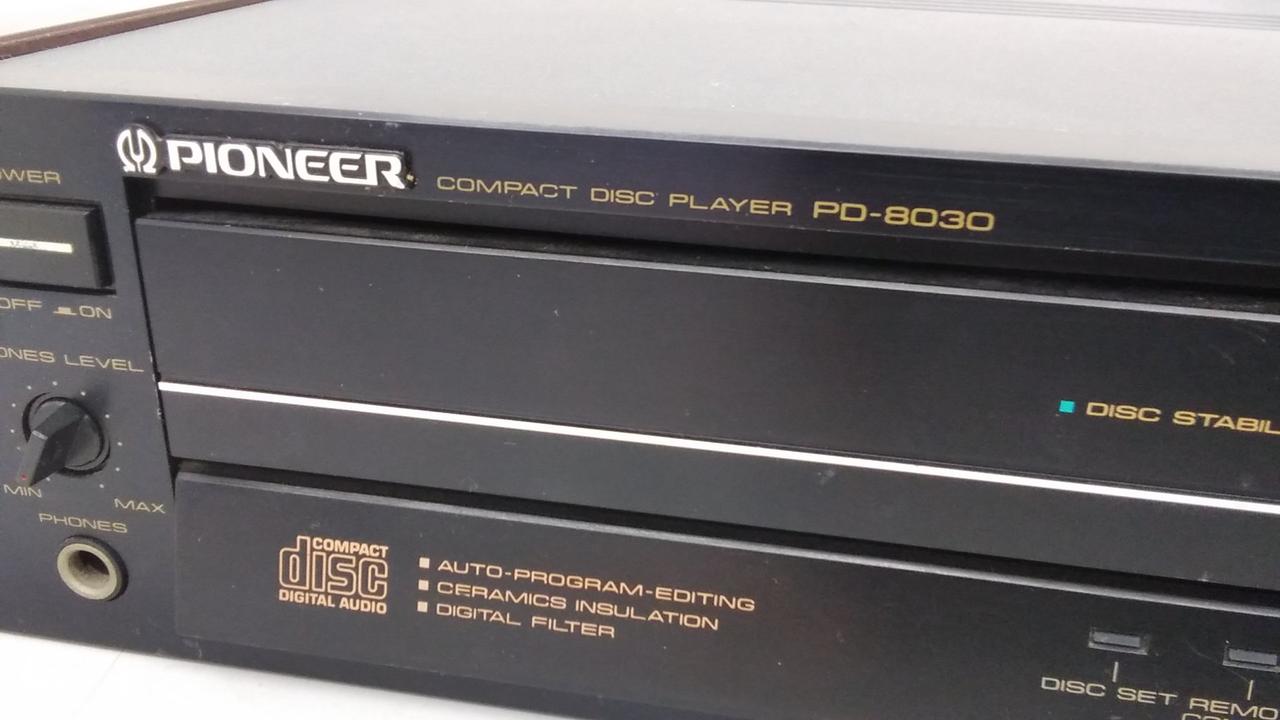 PIONEER
COMPACT DISC PLAYER PD-8030
OWER
OFF ON
ONES LEVEL
MIN
MAX
PHONES
DISC STABIL
COMPACT
disc
DIGITAL AUDIO
AUTO-PROGRAM-EDITING
CERAMICS INSULATION
DIGITAL FILTER
DISC SET REMO